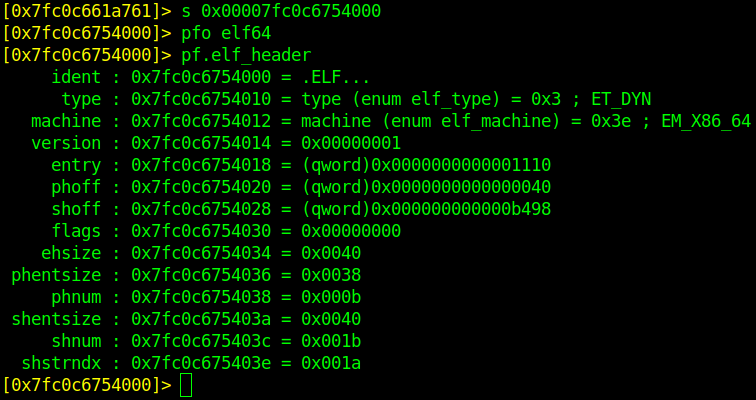 [0x7fc0c661a761]> s 0x00007fc0c6754000
[0x7fc0c6754000]> pfo elf64
[0x7fc0c6754000]> pf.elf_header
ident : 0x7fc0c6754000 = .ELF...
type : 0x7fc0c6754010 = type (enum elf_type) = 0x3 ; ET_DYN
machine : 0x7fc0c6754012 = machine (enum elf_machine) = 0x3e ; EM_X86_64
version : 0x7fc0c6754014 = 0x00000001
entry : 0x7fc0c6754018 = (qword)0x0000000000001110
phoff : 0x7fc0c6754020 = (qword)0x0000000000000040
shoff : 0x7fc0c6754028 = (qword)0x000000000000b498
flags : 0x7fc0c6754030 = 0x00000000
ehsize : 0x7fc0c6754034 = 0x0040
phentsize : 0x7fc0c6754036 = 0x0038
phnum : 0x7fc0c6754038 = 0x000b
shentsize : 0x7fc0c675403a = 0x0040
shnum : 0x7fc0c675403c = 0x001b
shstrndx : 0x7fc0c675403e = 0x001a
[0x7fc0c6754000]>